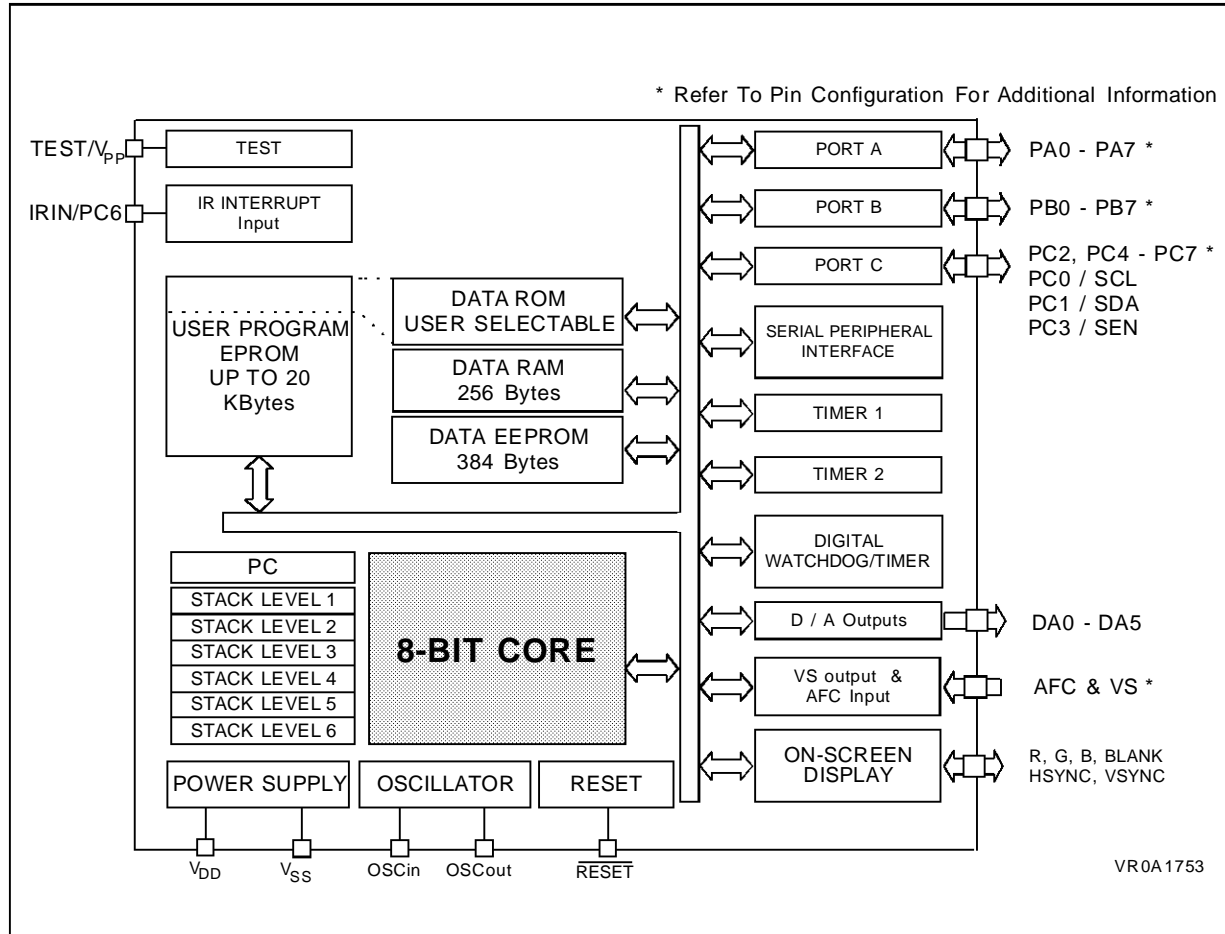 * Refer To Pin Configuration For Additional Information
TEST/VPP
TEST
IRIN/PC6
IR INTERRUPT
Input
USER PROGRAM
EPROM
UP TO 20
KBytes
DATA ROM
USER SELECTABLE
DATA RAM
256 Bytes
DATA EEPROM
384 Bytes
PC
STACK LEVEL 1
STACK LEVEL 2
STACK LEVEL 3
STACK LEVEL 4
STACK LEVEL 5
STACK LEVEL 6
8-BIT CORE
POWER SUPPLY
OSCILLATOR
RESET
VDD
VSS
OSCin
OSCout
RESET
PORT A
PA0 - PA7 *
PORT B
PB0 - PB7 *
PORT C
PC2, PC4 - PC7 *
PC0 / SCL
PC1 / SDA
PC3 / SEN
SERIAL PERIPHERAL
INTERFACE
TIMER 1
TIMER 2
DIGITAL
WATCHDOG/TIMER
D / A Outputs
DA0 - DA5
VS output &
AFC Input
AFC & VS *
ON-SCREEN
DISPLAY
R, G, B, BLANK
HSYNC, VSYNC
VR0A1753